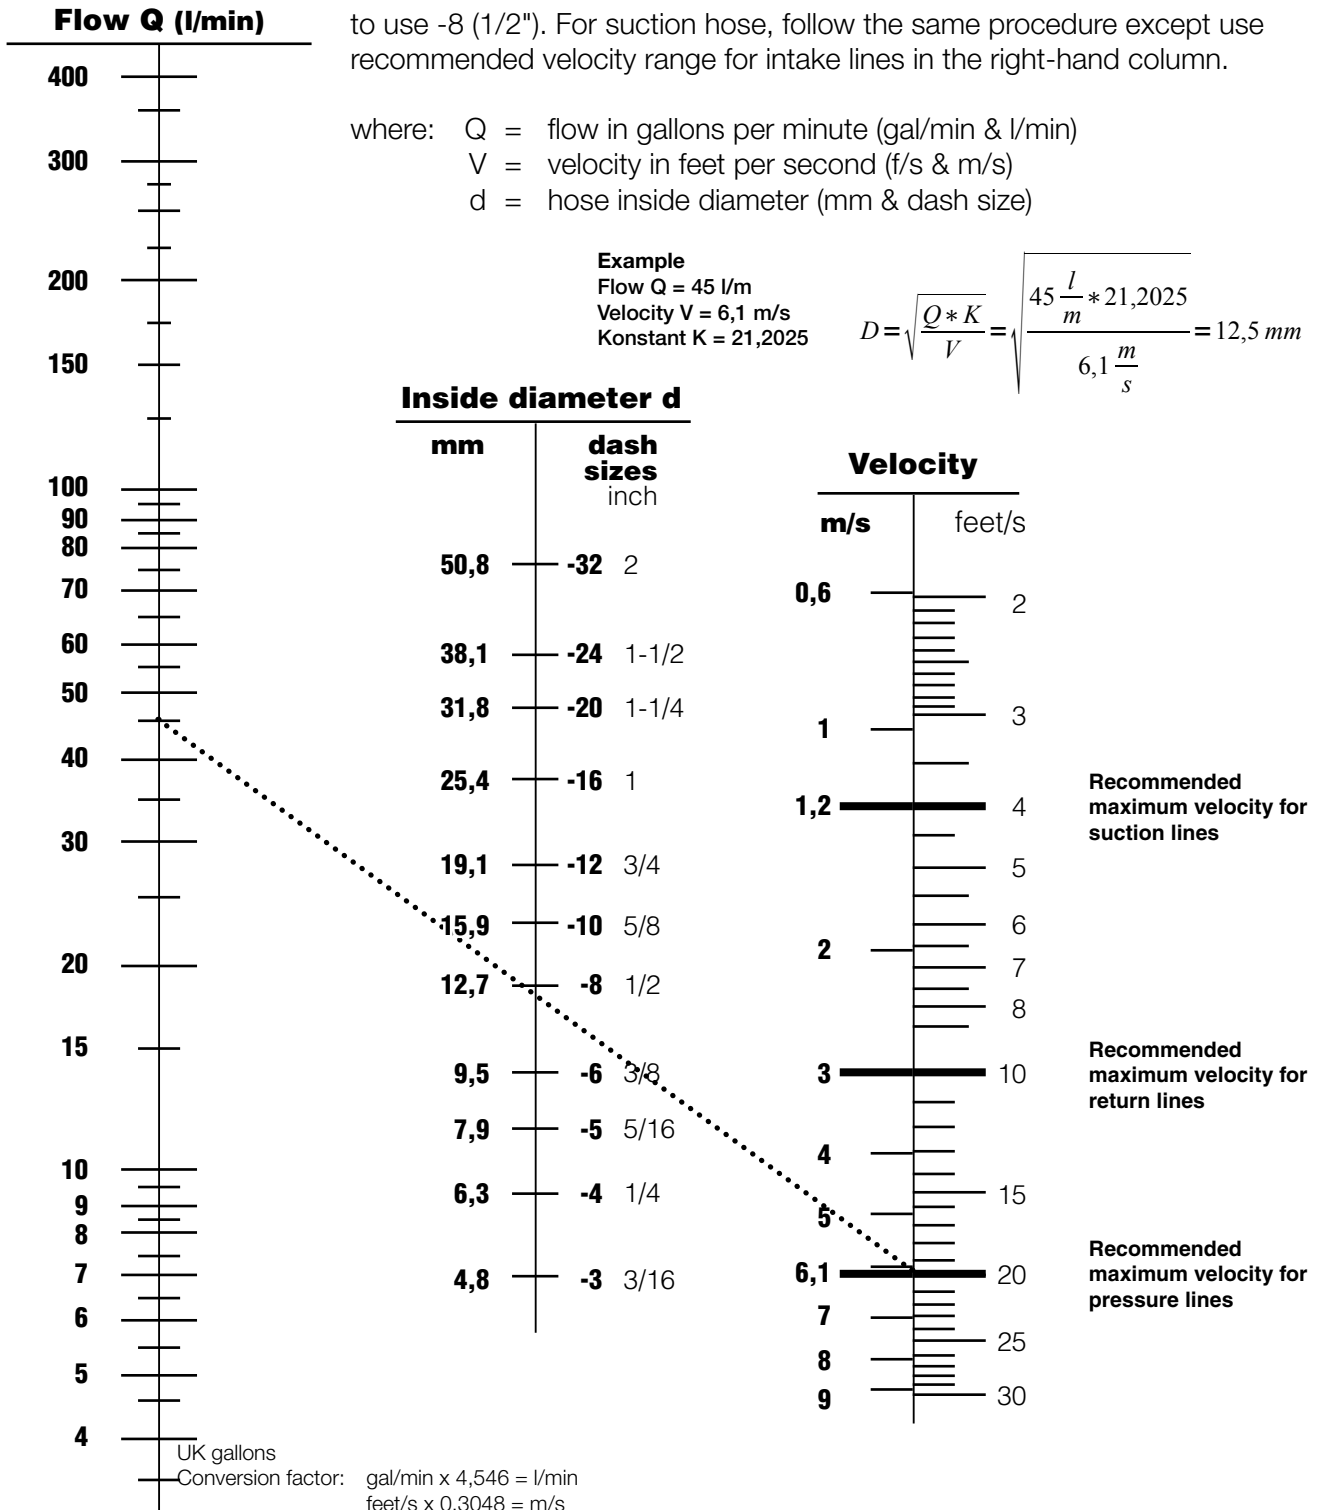 Flow Q (l/min)
to use -8 (1/2"). For suction hose, follow the same procedure except use
recommended velocity range for intake lines in the right-hand column.
where: Q = flow in gallons per minute (gal/min & l/min)
V = velocity in feet per second (f/s & m/s)
d = hose inside diameter (mm & dash size)
Example
Flow Q = 45 l/m
Velocity V = 6,1 m/s
Konstant K = 21,2025
D = √(Q * K / V) = √(45 l/m * 21,2025 / 6,1 m/s) = 12,5 mm
400
300
200
150
100
90
80
70
60
50
40
30
20
15
10
9
8
7
6
5
4
Inside diameter d
mm dash sizes
inch
50,8 -32 2
38,1 -24 1-1/2
31,8 -20 1-1/4
25,4 -16 1
19,1 -12 3/4
15,9 -10 5/8
12,7 -8 1/2
9,5 -6 3/8
7,9 -5 5/16
6,3 -4 1/4
4,8 -3 3/16
Velocity
m/s feet/s
0,6 2
3
1
1,2 4
5
6
2
7
8
3 10
4
15
5
6,1 20
7
25
8
9 30
Recommended
maximum velocity for
suction lines
Recommended
maximum velocity for
return lines
Recommended
maximum velocity for
pressure lines
UK gallons
Conversion factor: gal/min x 4,546 = l/min
feet/s x 0,3048 = m/s